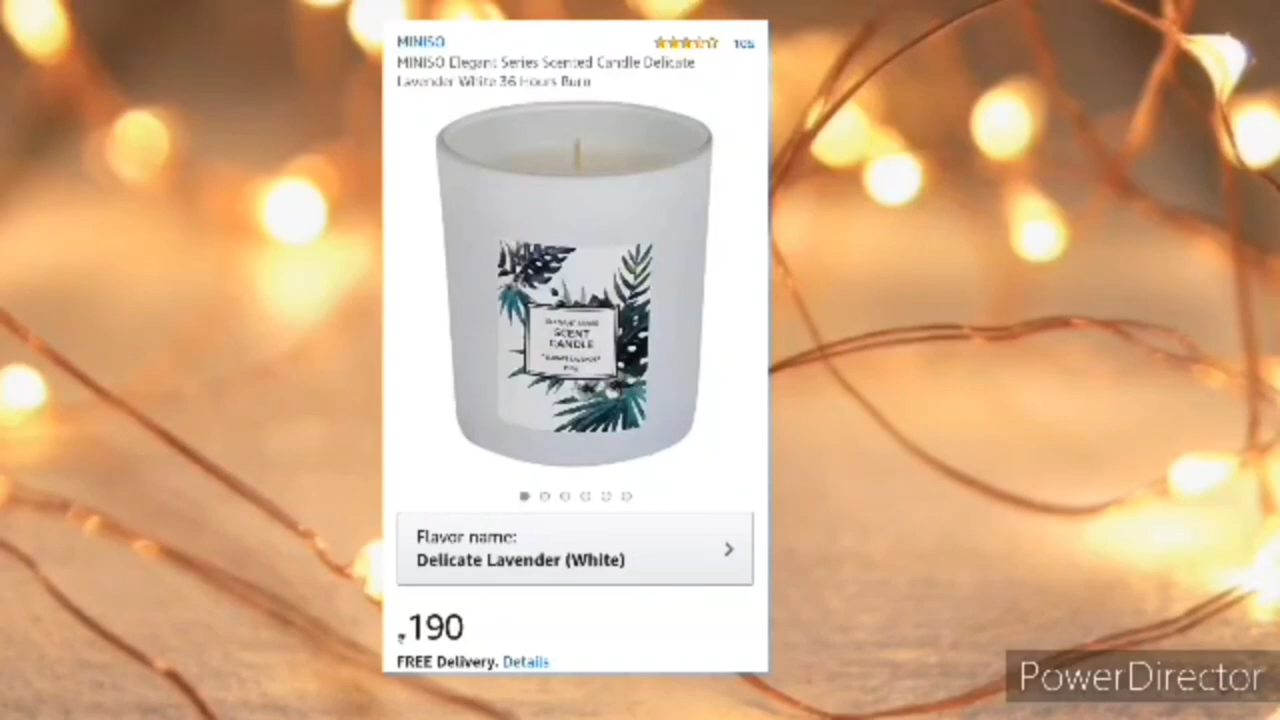 MINISO 105
MINISO Elegant Series Scented Candle Delicate
Lavender White 36 Hours Burn
SCENT
CANDLE
Flavor name:
Delicate Lavender (White)
₹190
FREE Delivery. Details
PowerDirector